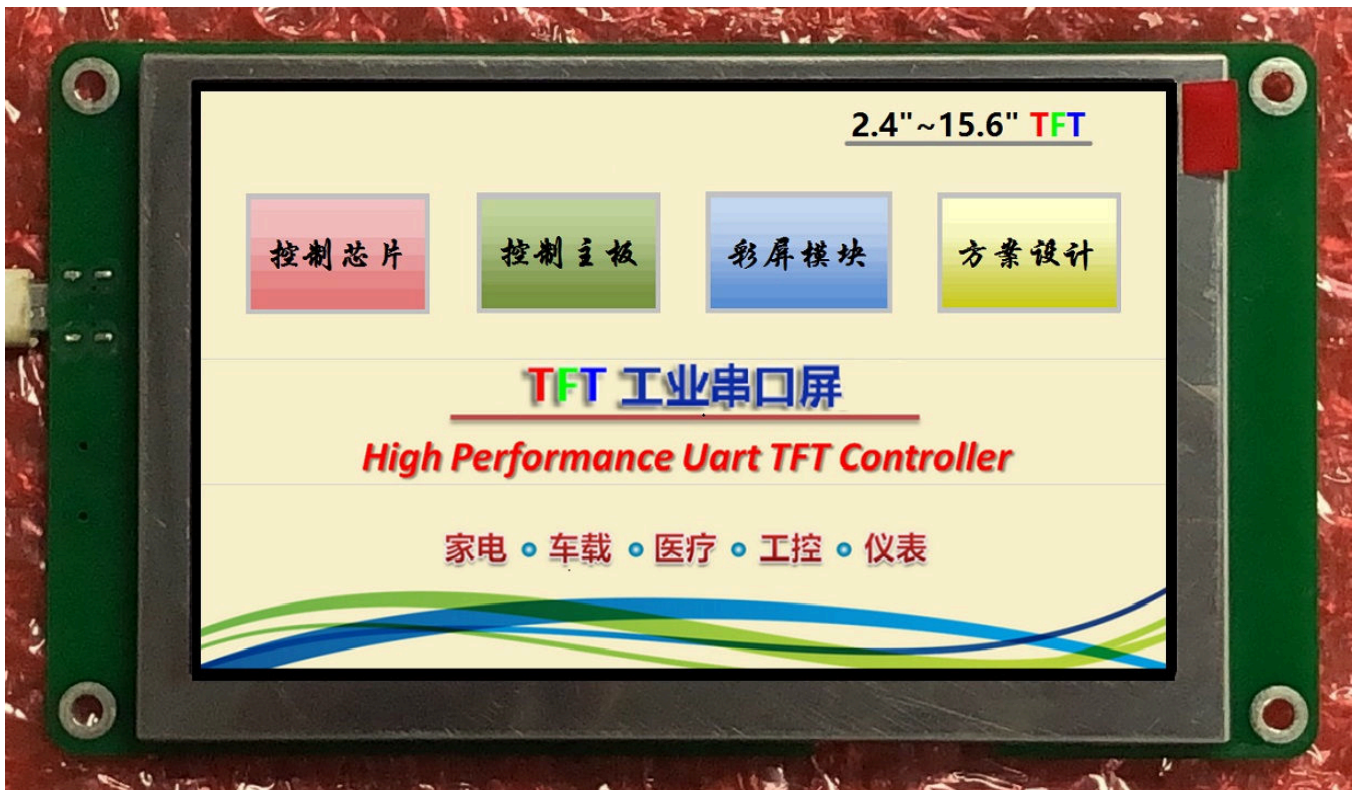 2.4"~15.6" TFT
控制芯片 控制主板 彩屏模块 方案设计
TFT 工业串口屏
High Performance Uart TFT Controller
家电 • 车载 • 医疗 • 工控 • 仪表